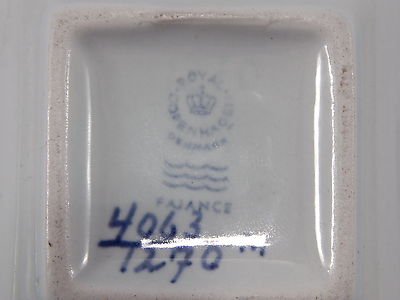 ROYAL
COPENHAGEN
DENMARK
FAJANCE
4063
1270